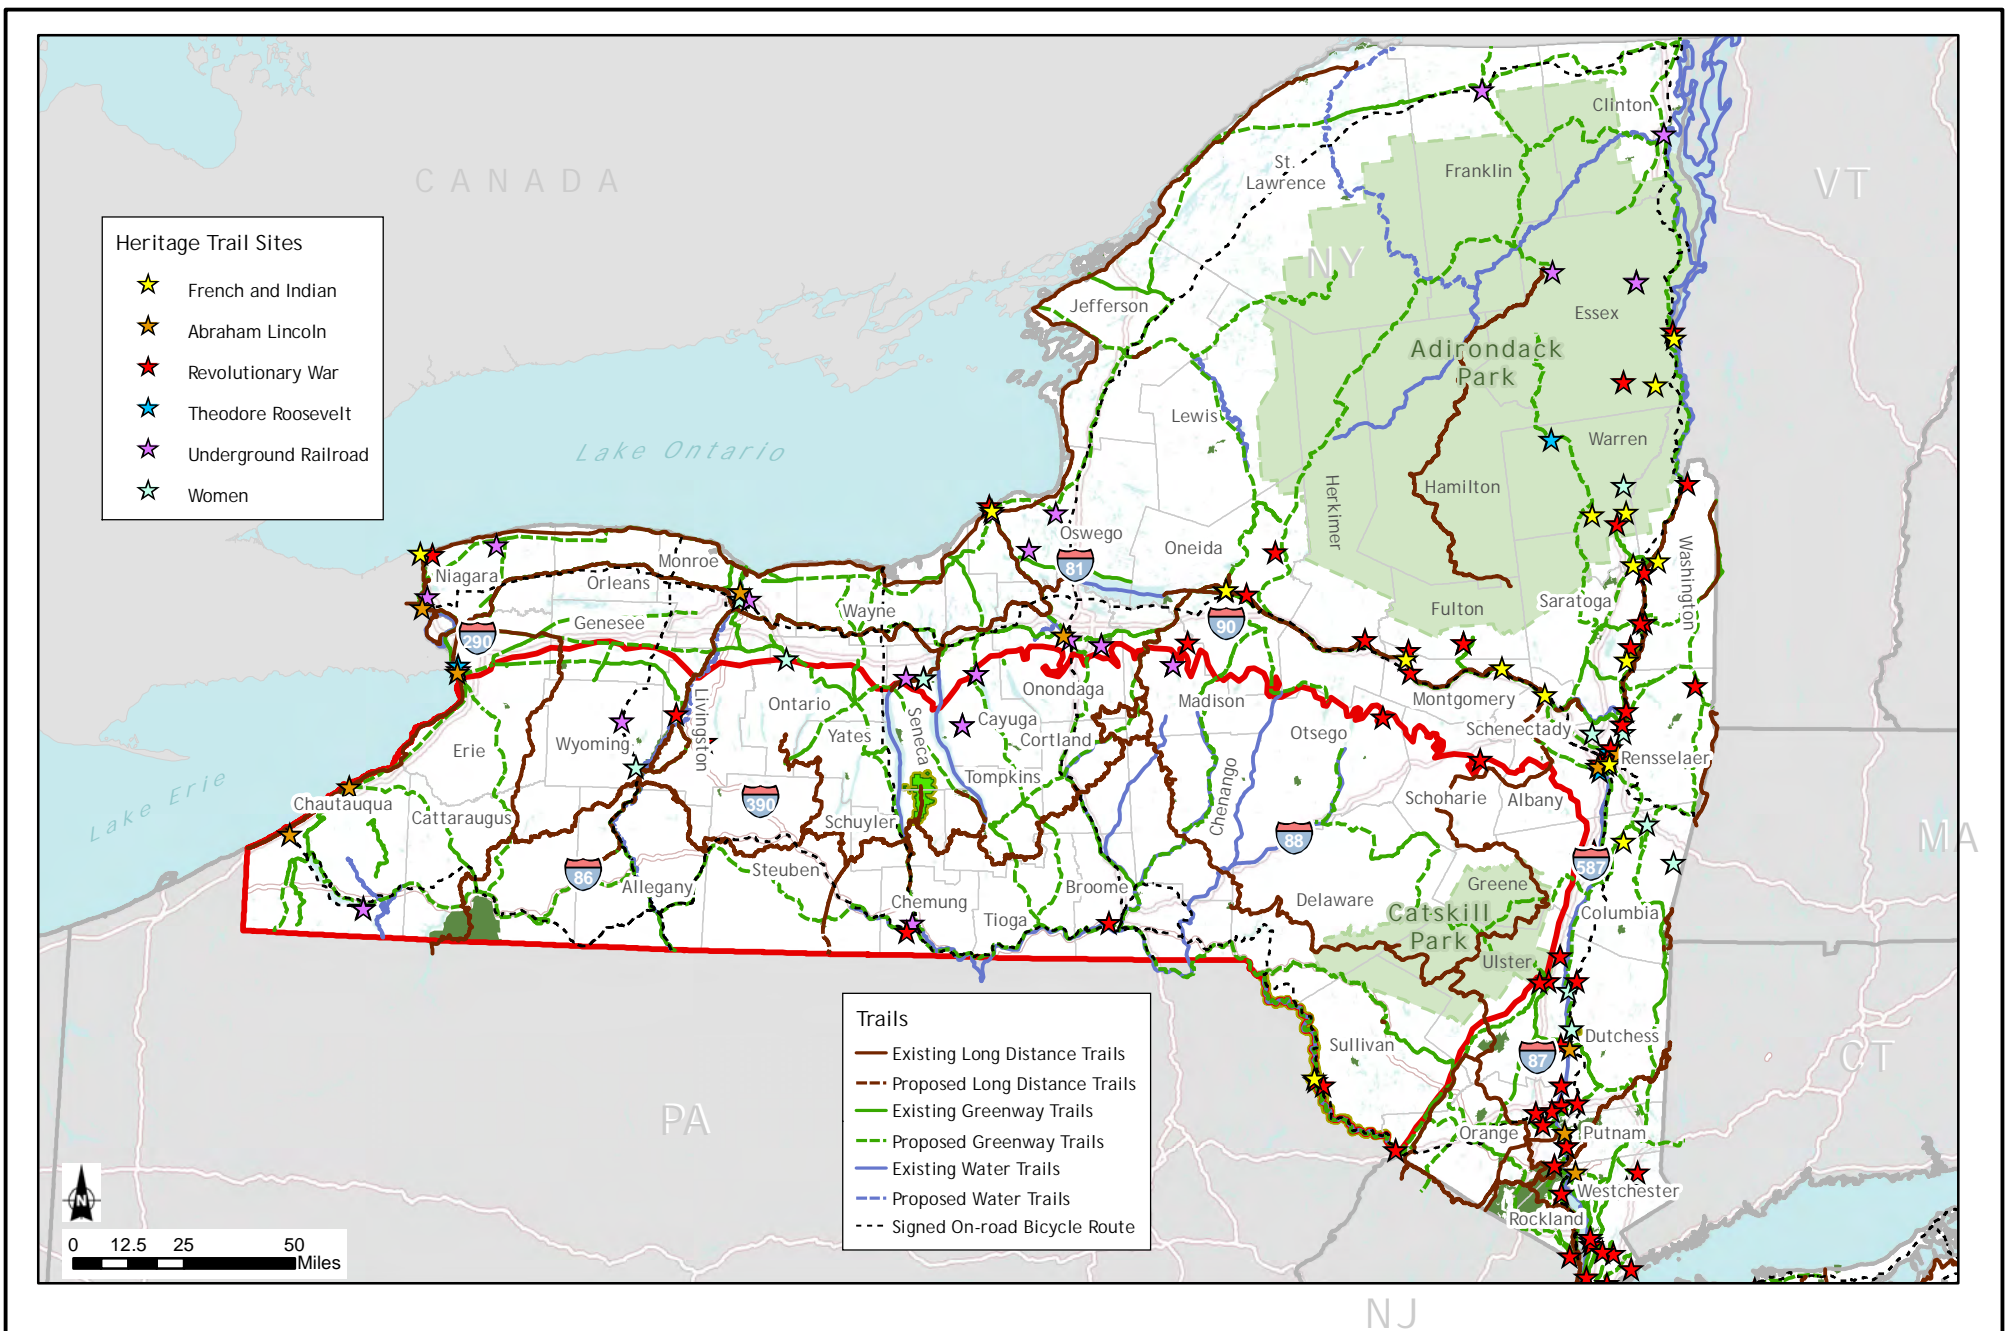 CANADA
VT
NY
Heritage Trail Sites
French and Indian
Abraham Lincoln
Revolutionary War
Theodore Roosevelt
Underground Railroad
Women
Clinton
Franklin
St.
Lawrence
Essex
Jefferson
Adirondack
Park
Lewis
Warren
Hamilton
Herkimer
Lake Ontario
Oswego
81
Oneida
Washington
Niagara
Orleans
Monroe
Genesee
Wayne
290
90
Fulton
Saratoga
Montgomery
Schenectady
Rensselaer
Onondaga
Madison
Otsego
Ontario
Livingston
Seneca
Cayuga
Cortland
Yates
Erie
Wyoming
Tompkins
Chenango
Schoharie
Albany
Lake Erie
Chautauqua
Cattaraugus
390
Schuyler
88
587
MA
86
Allegany
Steuben
Chemung
Tioga
Broome
Delaware
Greene
Catskill
Park
Columbia
Ulster
Sullivan
87
Dutchess
CT
PA
Orange
Putnam
Westchester
Rockland
Trails
Existing Long Distance Trails
Proposed Long Distance Trails
Existing Greenway Trails
Proposed Greenway Trails
Existing Water Trails
Proposed Water Trails
Signed On-road Bicycle Route
N
0 12.5 25 50
Miles
NJ